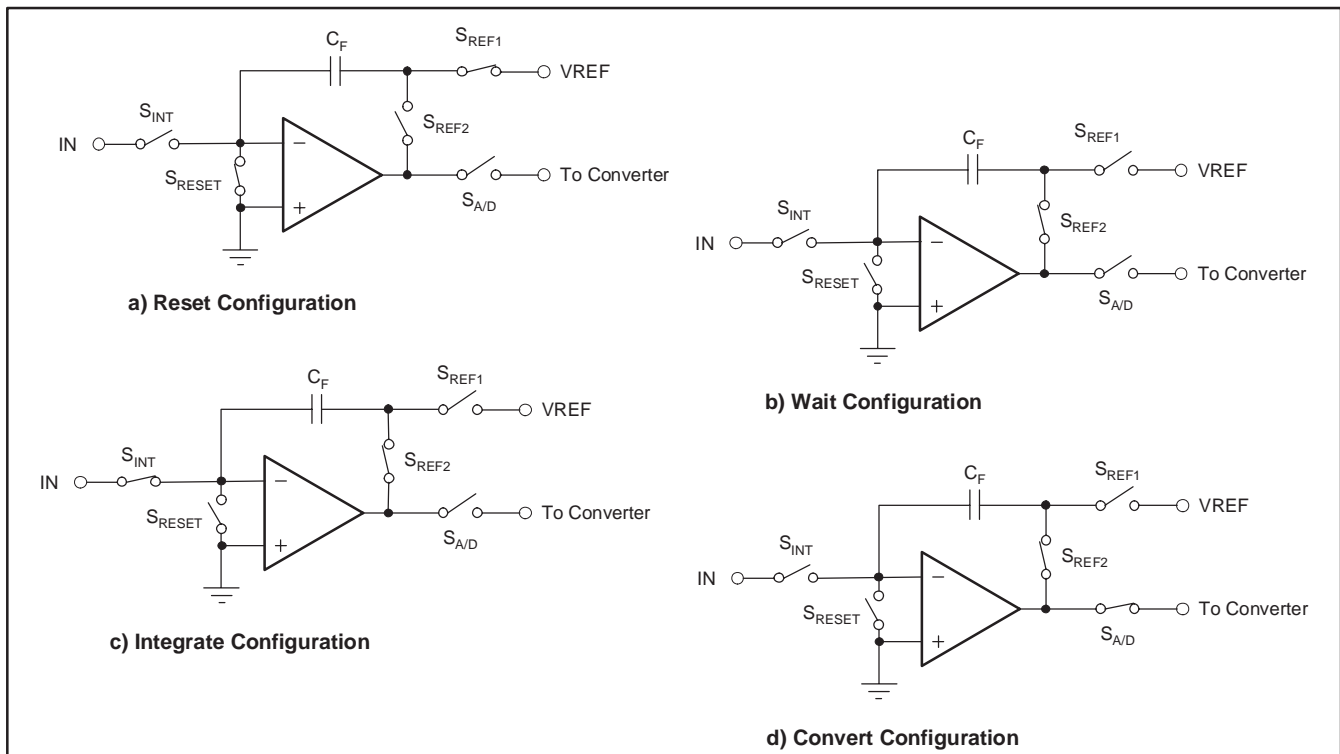 C_F
S_REF1
VREF
S_INT
IN
S_REF2
S_RESET
To Converter
S_A/D
a) Reset Configuration
C_F
S_REF1
VREF
S_INT
IN
S_REF2
S_RESET
To Converter
S_A/D
b) Wait Configuration
C_F
S_REF1
VREF
S_INT
IN
S_REF2
S_RESET
To Converter
S_A/D
c) Integrate Configuration
C_F
S_REF1
VREF
S_INT
IN
S_REF2
S_RESET
To Converter
S_A/D
d) Convert Configuration